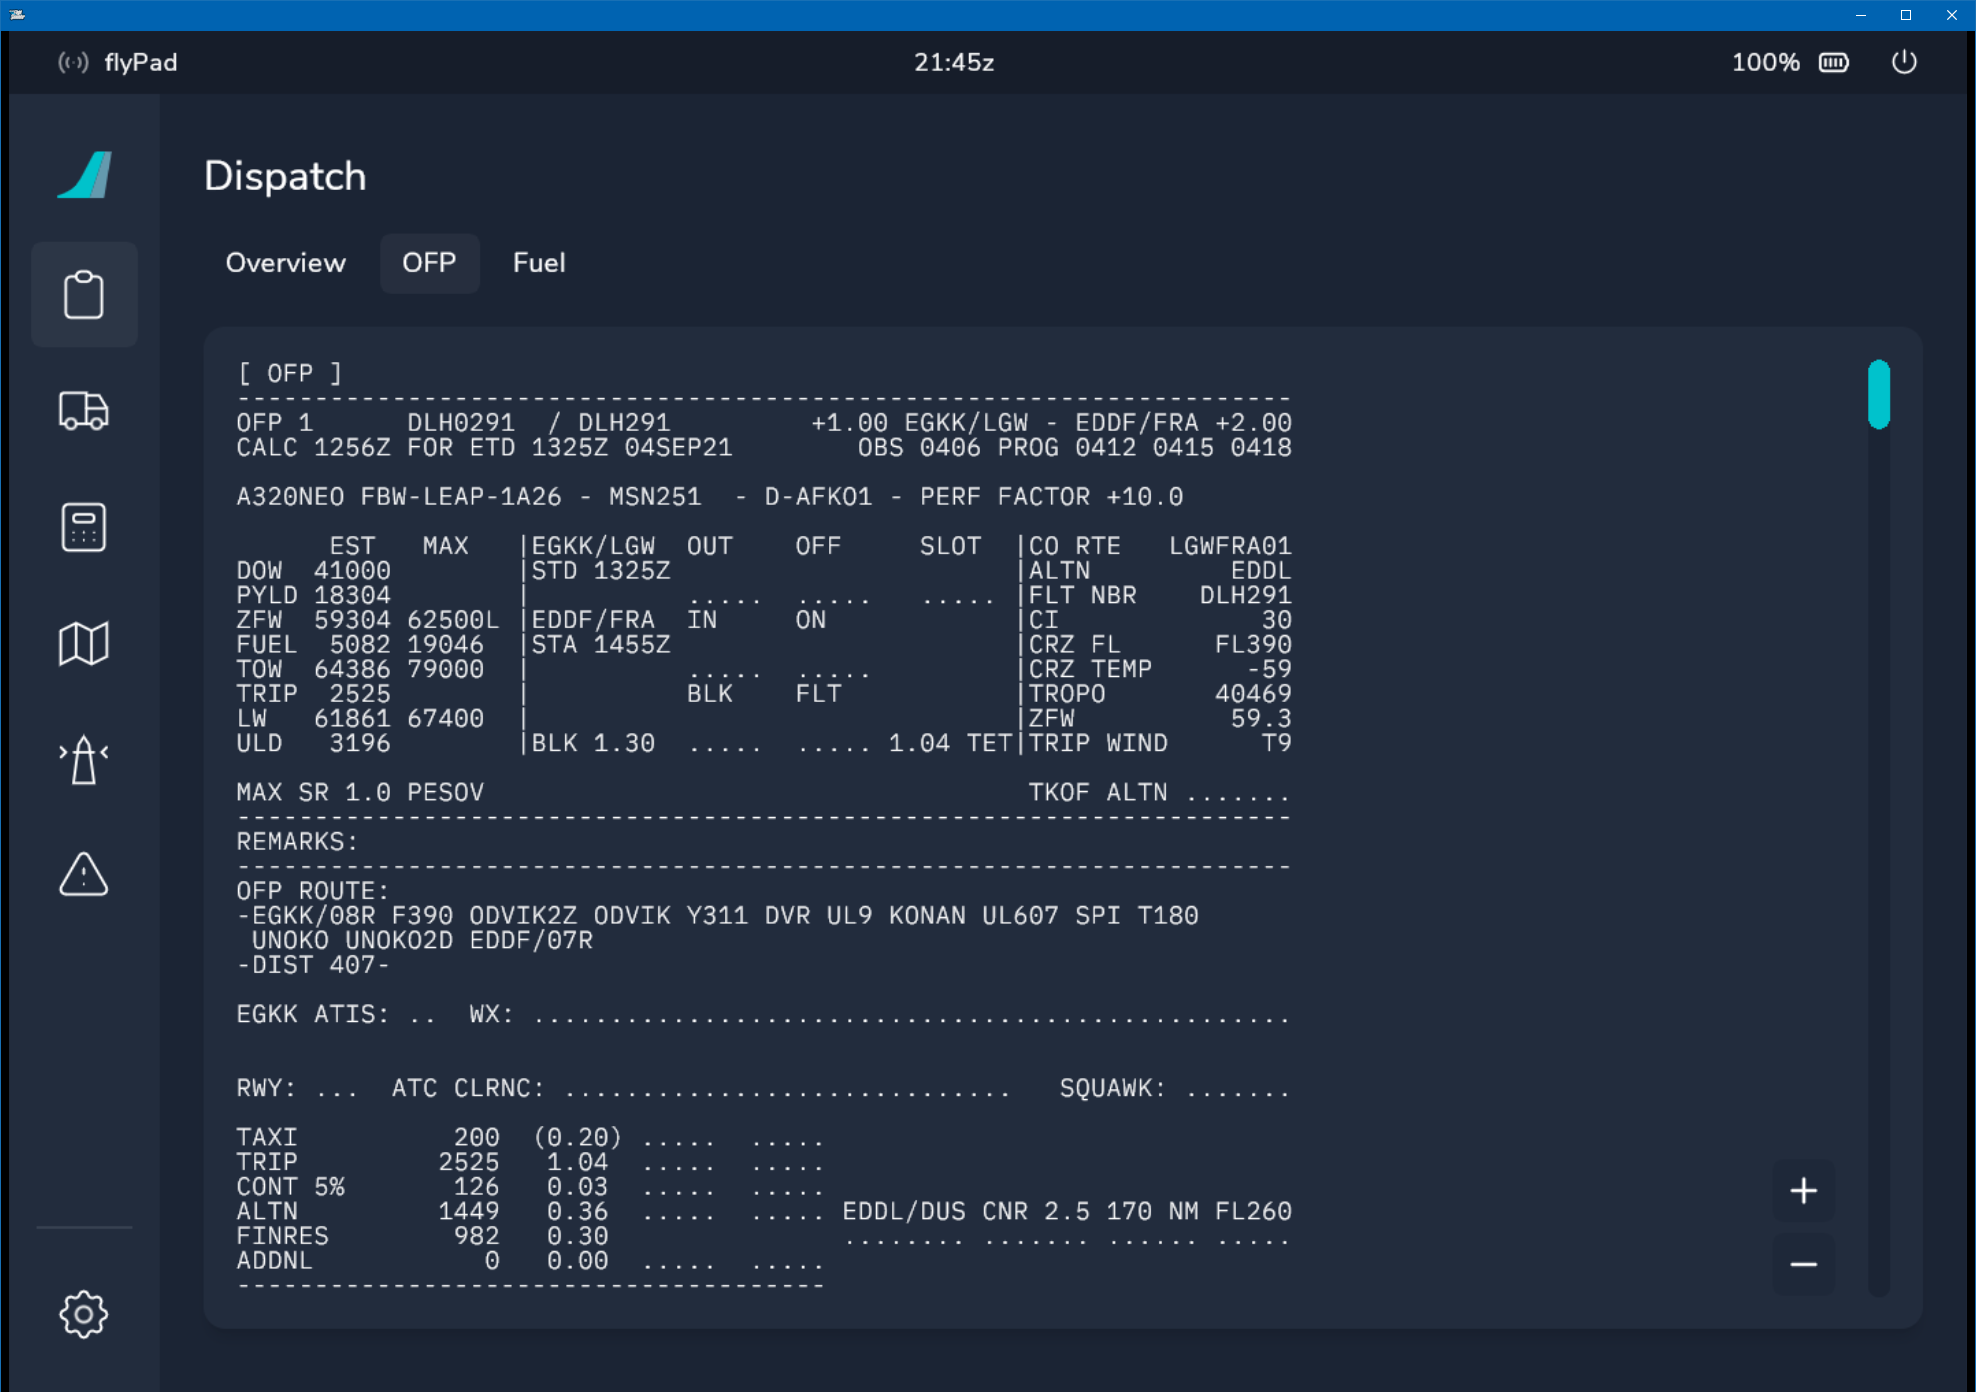 flyPad 21:45z 100%
Dispatch
Overview OFP Fuel
[ OFP ]
--------------------------------------------------------------------
OFP 1      DLH0291  / DLH291         +1.00 EGKK/LGW - EDDF/FRA +2.00
CALC 1256Z FOR ETD 1325Z 04SEP21        OBS 0406 PROG 0412 0415 0418
A320NEO FBW-LEAP-1A26 - MSN251  - D-AFKO1 - PERF FACTOR +10.0
      EST   MAX   |EGKK/LGW  OUT    OFF     SLOT  |CO RTE   LGWFRA01
DOW  41000        |STD 1325Z                      |ALTN         EDDL
PYLD 18304        |          .....  .....   ..... |FLT NBR    DLH291
ZFW  59304 62500L |EDDF/FRA  IN     ON            |CI             30
FUEL  5082 19046  |STA 1455Z                      |CRZ FL      FL390
TOW  64386 79000  |          .....  .....         |CRZ TEMP      -59
TRIP  2525        |          BLK    FLT           |TROPO       40469
LW   61861 67400  |                               |ZFW          59.3
ULD   3196        |BLK 1.30  .....  ..... 1.04 TET|TRIP WIND      T9
MAX SR 1.0 PESOV                                   TKOF ALTN .......
--------------------------------------------------------------------
REMARKS:
--------------------------------------------------------------------
OFP ROUTE:
-EGKK/08R F390 ODVIK2Z ODVIK Y311 DVR UL9 KONAN UL607 SPI T180
 UNOKO UNOKO2D EDDF/07R
-DIST 407-
EGKK ATIS: ..  WX: .................................................
RWY: ...  ATC CLRNC: .............................   SQUAWK: .......
TAXI          200  (0.20) .....  .....
TRIP         2525   1.04  .....  .....
CONT 5%       126   0.03  .....  .....
ALTN         1449   0.36  .....  ..... EDDL/DUS CNR 2.5 170 NM FL260
FINRES        982   0.30               ........ ....... ...... .....
ADDNL           0   0.00  .....  .....
--------------------------------------